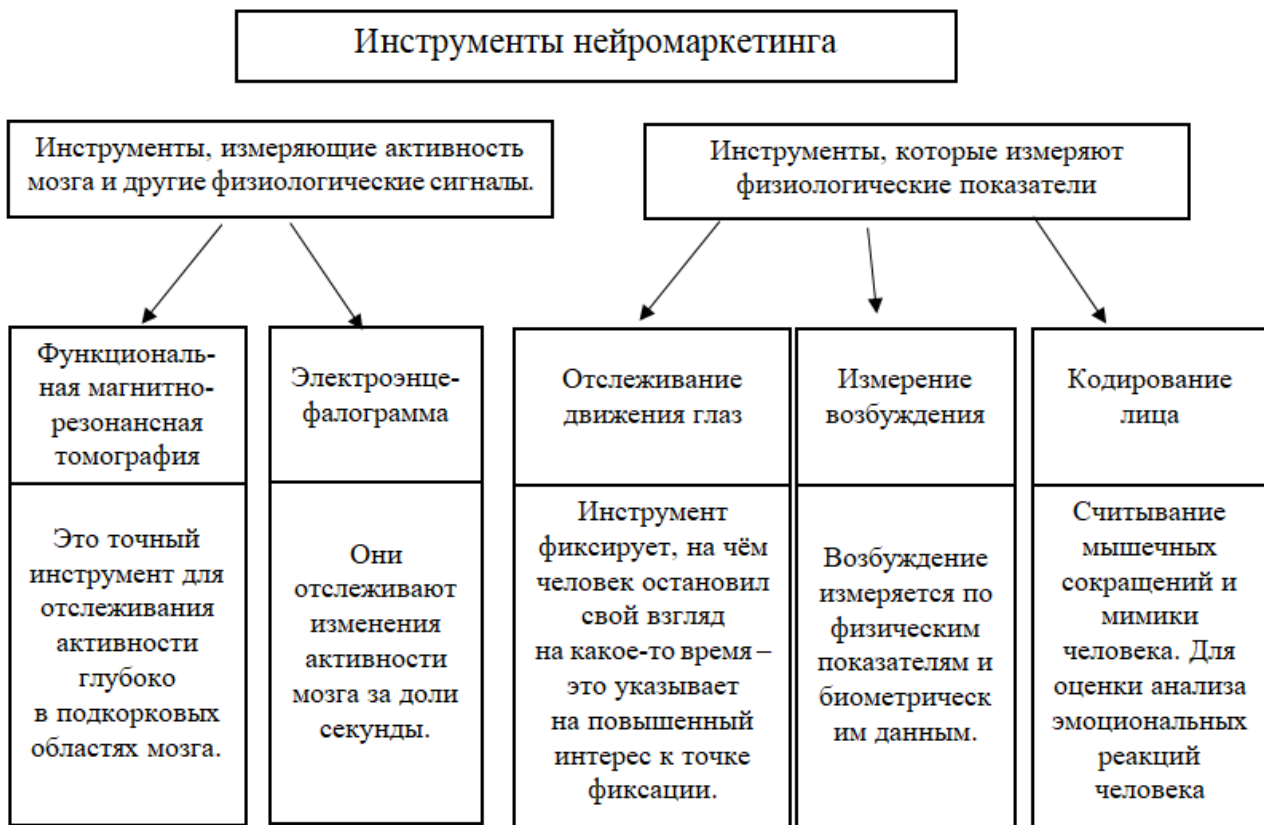 Инструменты нейромаркетинга
Инструменты, измеряющие активность
мозга и другие физиологические сигналы.
Инструменты, которые измеряют
физиологические показатели
Функциональ-
ная магнитно-
резонансная
томография
Электроэнце-
фалограмма
Отслеживание
движения глаз
Измерение
возбуждения
Кодирование
лица
Это точный
инструмент для
отслеживания
активности
глубоко
в подкорковых
областях мозга.
Они
отслеживают
изменения
активности
мозга за доли
секунды.
Инструмент
фиксирует, на чём
человек остановил
свой взгляд
на какое-то время –
это указывает
на повышенный
интерес к точке
фиксации.
Возбуждение
измеряется по
физическим
показателям и
биометрическ
им данным.
Считывание
мышечных
сокращений и
мимики
человека. Для
оценки анализа
эмоциональных
реакций
человека